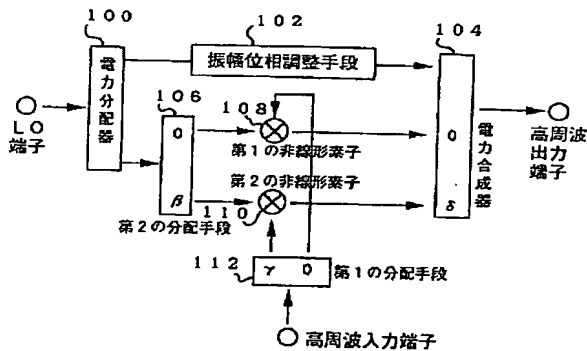 １００
１０２
１０４
電力分配器
振幅位相調整手段
１０６
１０８
ＬＯ
端子
０
０
高周波
出力
端子
第１の非線形素子
第２の非線形素子
電力合成器
β
δ
１１０
第２の分配手段
１１２
γ ０
第１の分配手段
高周波入力端子